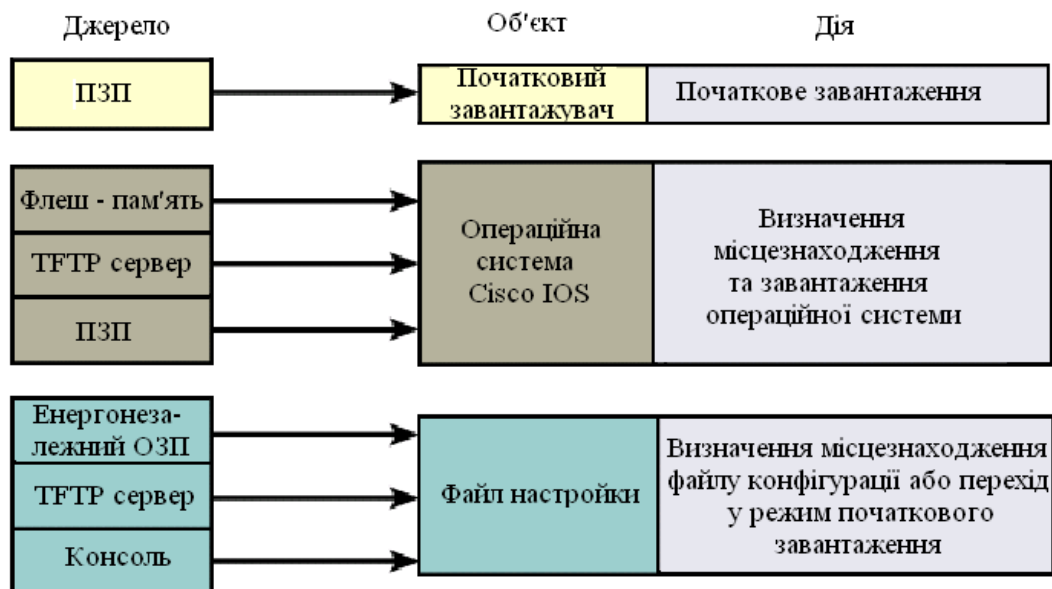 Джерело
Об'єкт
Дія
ПЗП
Початковий
завантажувач
Початкове завантаження
Флеш - пам'ять
TFTP сервер
ПЗП
Операційна
система
Cisco IOS
Визначення
місцезнаходження
та завантаження
операційної системи
Енергонеза-
лежний ОЗП
TFTP сервер
Консоль
Файл настройки
Визначення місцезнаходження
файлу конфігурації або перехід
у режим початкового
завантаження